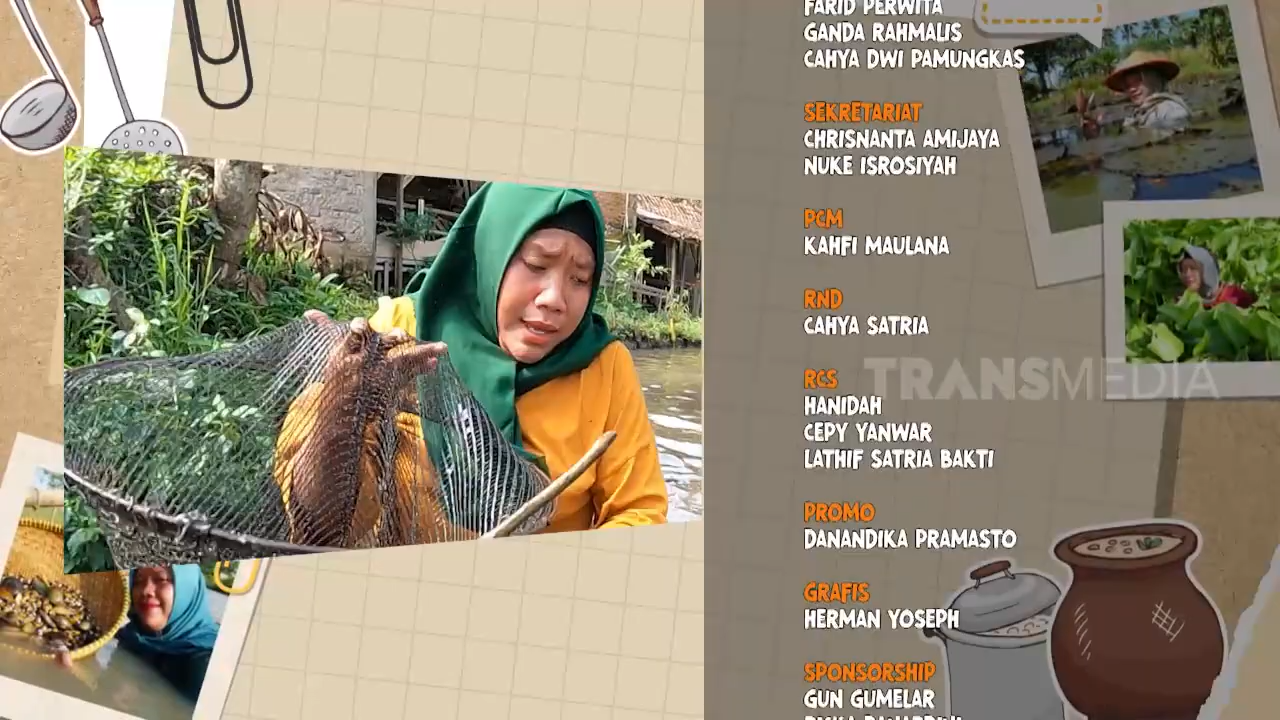 FARID PERWITA
GANDA RAHMALIS
CAHYA DWI PAMUNGKAS
SEKRETARIAT
CHRISNANTA AMIJAYA
NUKE ISROSIYAH
PCM
KAHFI MAULANA
RND
CAHYA SATRIA
TRANSMEDIA
RCS
HANIDAH
CEPY YANWAR
LATHIF SATRIA BAKTI
PROMO
DANANDIKA PRAMASTO
GRAFIS
HERMAN YOSEPH
SPONSORSHIP
GUN GUMELAR